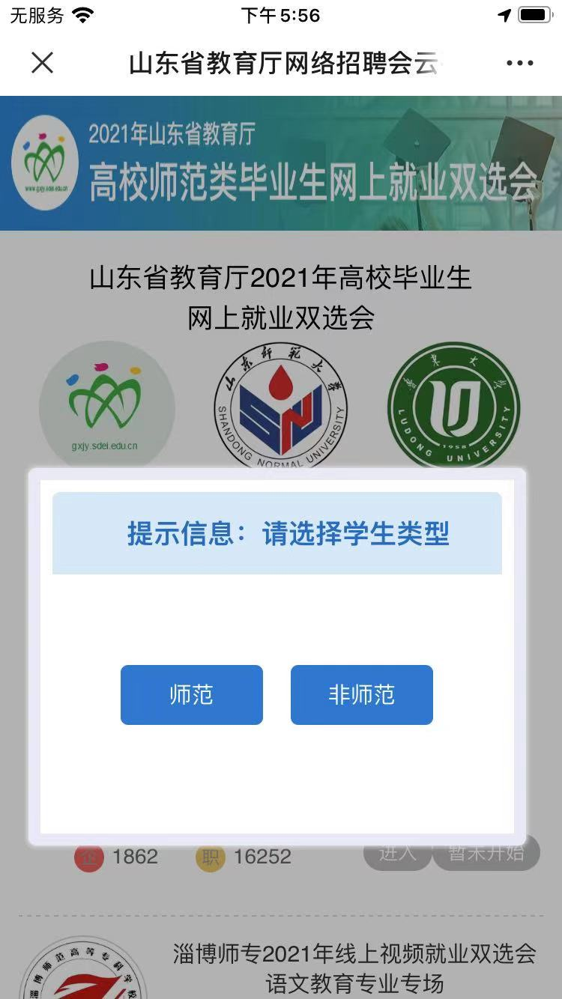 无服务
下午5:56
山东省教育厅网络招聘会云
2021年山东省教育厅
高校师范类毕业生网上就业双选会
www.gxjy.sdei.edu.cn
山东省教育厅2021年高校毕业生
网上就业双选会
gxjy.sdei.edu.cn
山东师范大学
SHANDONG NORMAL UNIVERSITY
鲁东大学
1958
LUDONG UNIVERSITY
提示信息：请选择学生类型
师范
非师范
企 1862
职 16252
进入
暂未开始
淄博师范高等专科学校
淄博师专2021年线上视频就业双选会
语文教育专业专场